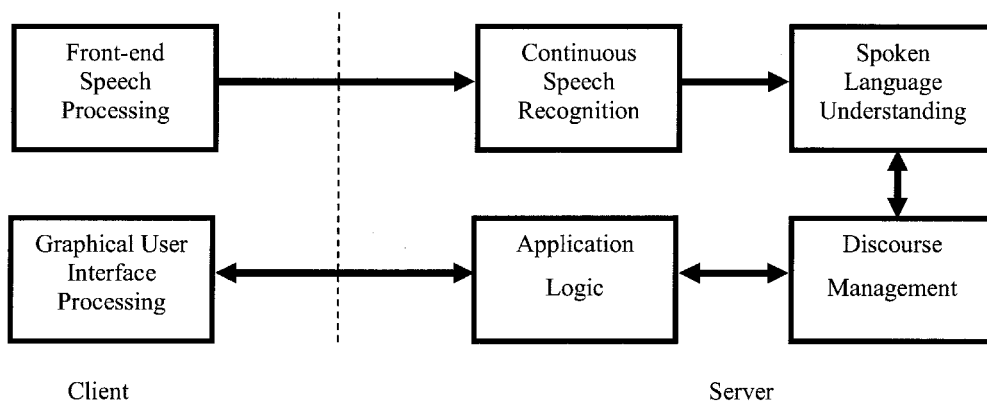 Front-end
Speech
Processing
Continuous
Speech
Recognition
Spoken
Language
Understanding
Graphical User
Interface
Processing
Application
Logic
Discourse
Management
Client
Server